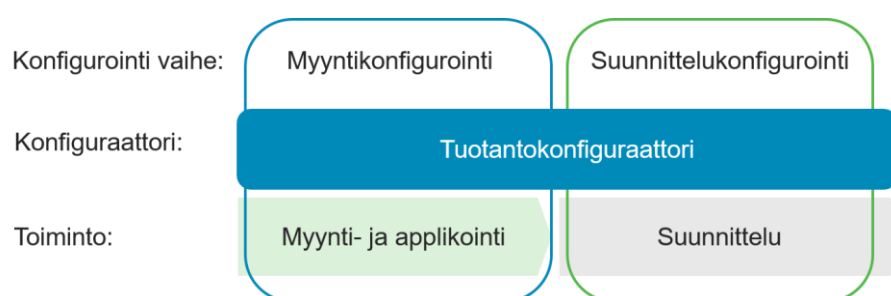 Konfigurointi vaihe: Myyntikonfigurointi Suunnittelukonfigurointi
Konfiguraattori: Tuotantokonfiguraattori
Toiminto: Myynti- ja applikointi Suunnittelu